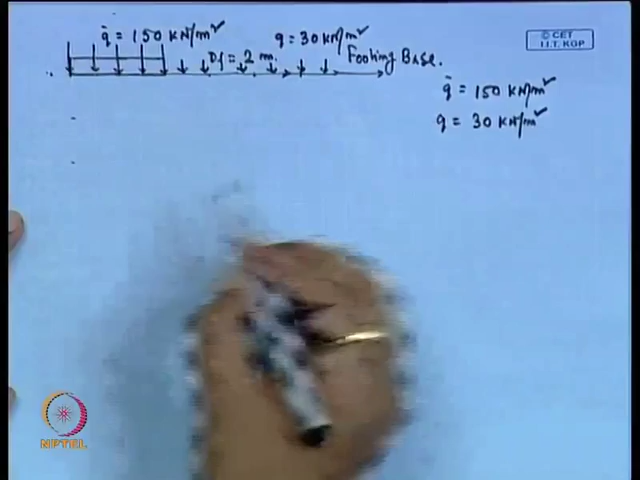 q̄ = 150 KN/m² q = 30 KN/m²
Df = 2 m. Footing Base.
© CET
I.I.T. KGP
q̄ = 150 KN/m²
q = 30 KN/m²
NPTEL